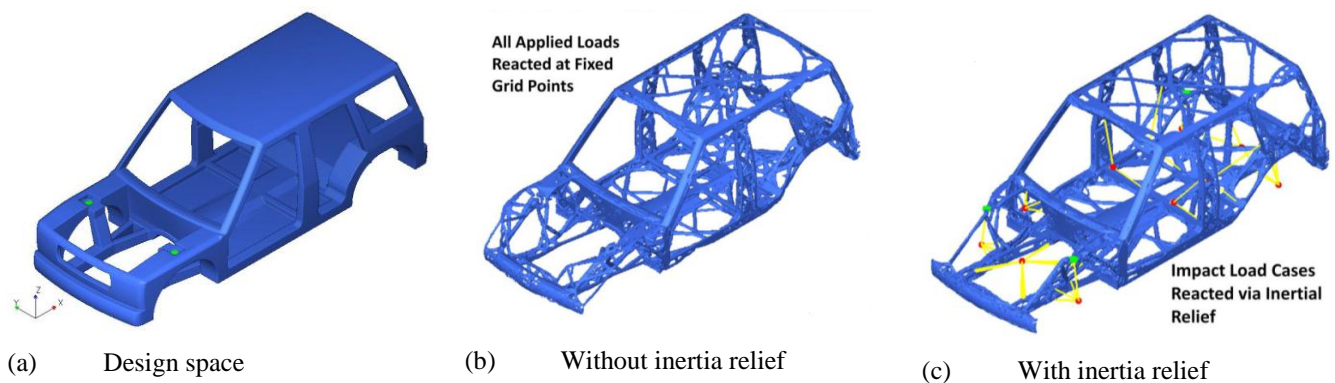 All Applied Loads
Reacted at Fixed
Grid Points
Impact Load Cases
Reacted via Inertial
Relief
Z
Y
X
(a) Design space
(b) Without inertia relief
(c) With inertia relief